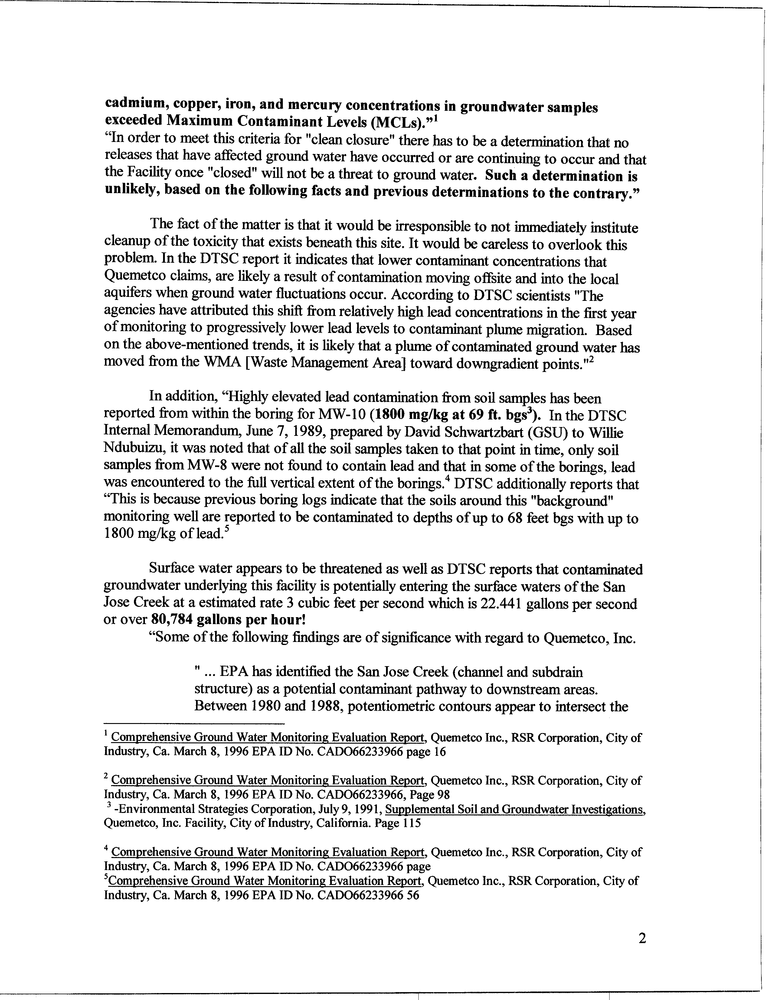 cadmium, copper, iron, and mercury concentrations in groundwater samples
exceeded Maximum Contaminant Levels (MCLs).”1
“In order to meet this criteria for "clean closure" there has to be a determination that no
releases that have affected ground water have occurred or are continuing to occur and that
the Facility once "closed" will not be a threat to ground water. Such a determination is
unlikely, based on the following facts and previous determinations to the contrary.”
The fact of the matter is that it would be irresponsible to not immediately institute
cleanup of the toxicity that exists beneath this site. It would be careless to overlook this
problem. In the DTSC report it indicates that lower contaminant concentrations that
Quemetco claims, are likely a result of contamination moving offsite and into the local
aquifers when ground water fluctuations occur. According to DTSC scientists "The
agencies have attributed this shift from relatively high lead concentrations in the first year
of monitoring to progressively lower lead levels to contaminant plume migration. Based
on the above-mentioned trends, it is likely that a plume of contaminated ground water has
moved from the WMA [Waste Management Area] toward downgradient points."2
In addition, “Highly elevated lead contamination from soil samples has been
reported from within the boring for MW-10 (1800 mg/kg at 69 ft. bgs3). In the DTSC
Internal Memorandum, June 7, 1989, prepared by David Schwartzbart (GSU) to Willie
Ndubuizu, it was noted that of all the soil samples taken to that point in time, only soil
samples from MW-8 were not found to contain lead and that in some of the borings, lead
was encountered to the full vertical extent of the borings.4 DTSC additionally reports that
“This is because previous boring logs indicate that the soils around this "background"
monitoring well are reported to be contaminated to depths of up to 68 feet bgs with up to
1800 mg/kg of lead.5
Surface water appears to be threatened as well as DTSC reports that contaminated
groundwater underlying this facility is potentially entering the surface waters of the San
Jose Creek at a estimated rate 3 cubic feet per second which is 22.441 gallons per second
or over 80,784 gallons per hour!
“Some of the following findings are of significance with regard to Quemetco, Inc.
" ... EPA has identified the San Jose Creek (channel and subdrain
structure) as a potential contaminant pathway to downstream areas.
Between 1980 and 1988, potentiometric contours appear to intersect the
1 Comprehensive Ground Water Monitoring Evaluation Report, Quemetco Inc., RSR Corporation, City of
Industry, Ca. March 8, 1996 EPA ID No. CADO66233966 page 16
2 Comprehensive Ground Water Monitoring Evaluation Report, Quemetco Inc., RSR Corporation, City of
Industry, Ca. March 8, 1996 EPA ID No. CADO66233966, Page 98
3 -Environmental Strategies Corporation, July 9, 1991, Supplemental Soil and Groundwater Investigations,
Quemetco, Inc. Facility, City of Industry, California. Page 115
4 Comprehensive Ground Water Monitoring Evaluation Report, Quemetco Inc., RSR Corporation, City of
Industry, Ca. March 8, 1996 EPA ID No. CADO66233966 page
5Comprehensive Ground Water Monitoring Evaluation Report, Quemetco Inc., RSR Corporation, City of
Industry, Ca. March 8, 1996 EPA ID No. CADO66233966 56
2